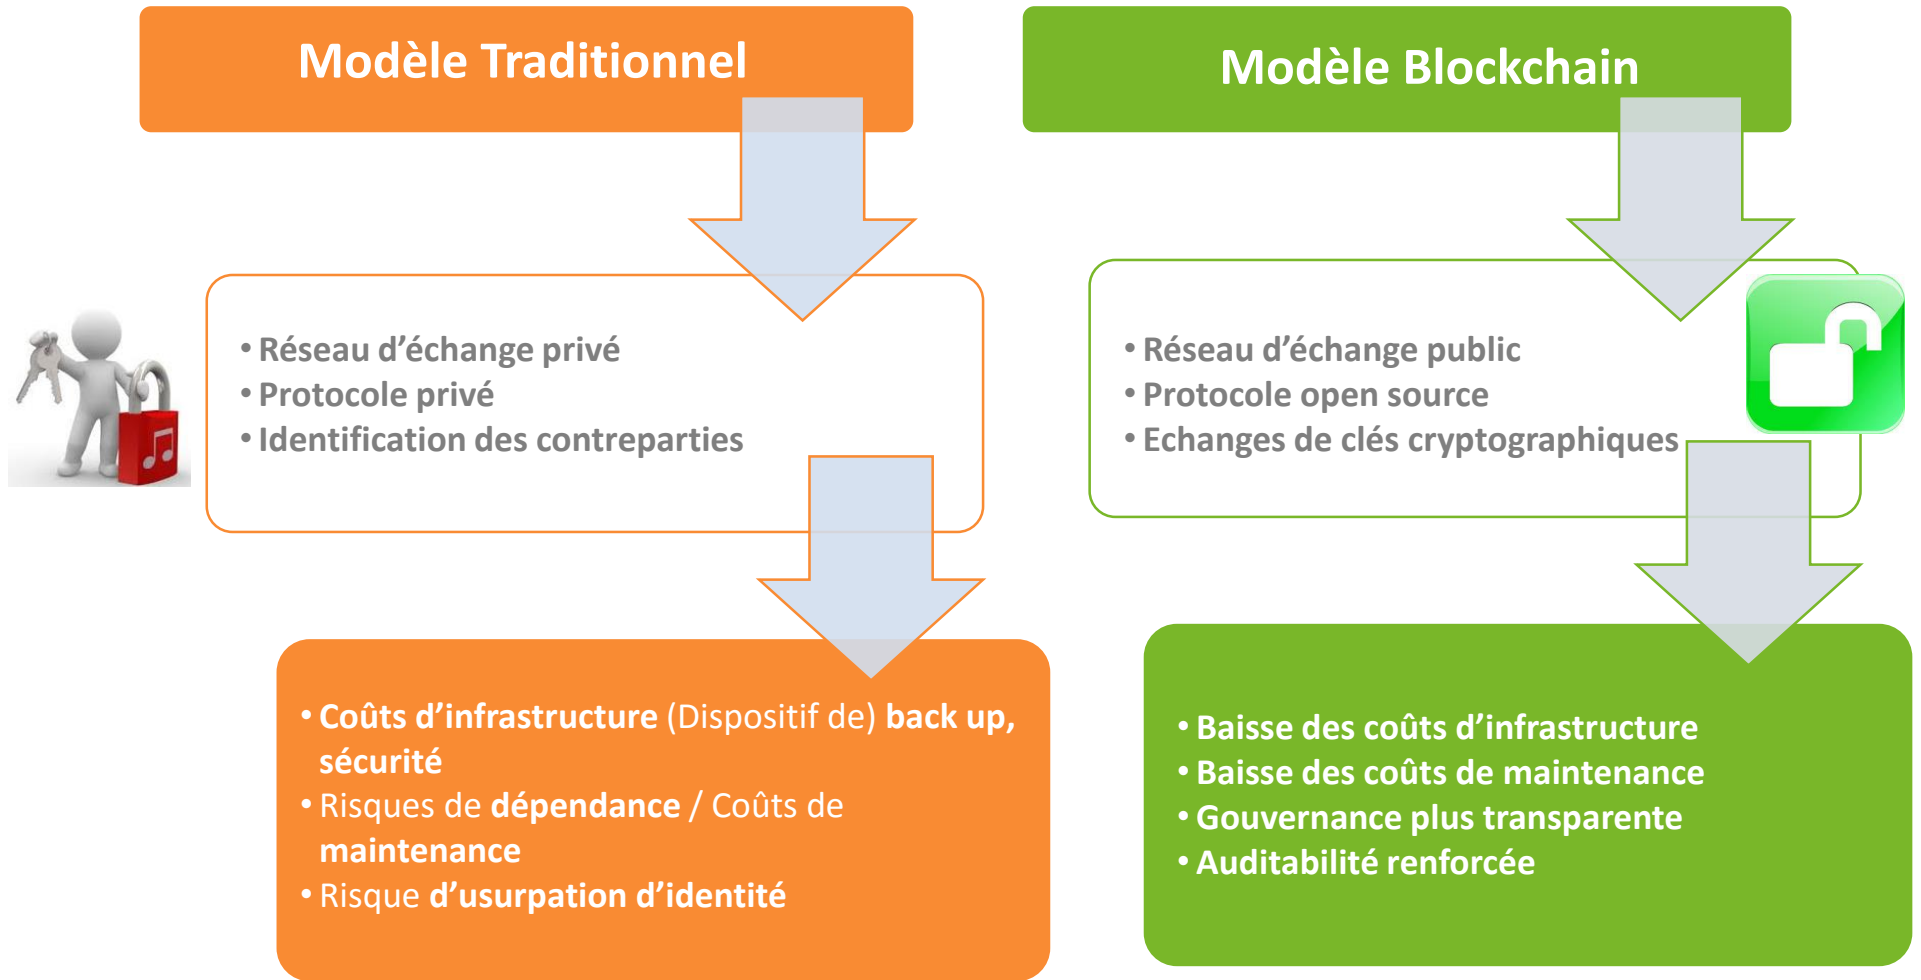 Modèle Traditionnel
• Réseau d’échange privé
• Protocole privé
• Identification des contreparties
• Coûts d’infrastructure (Dispositif de) back up,
sécurité
• Risques de dépendance / Coûts de
maintenance
• Risque d’usurpation d’identité
Modèle Blockchain
• Réseau d’échange public
• Protocole open source
• Echanges de clés cryptographiques
• Baisse des coûts d’infrastructure
• Baisse des coûts de maintenance
• Gouvernance plus transparente
• Auditabilité renforcée